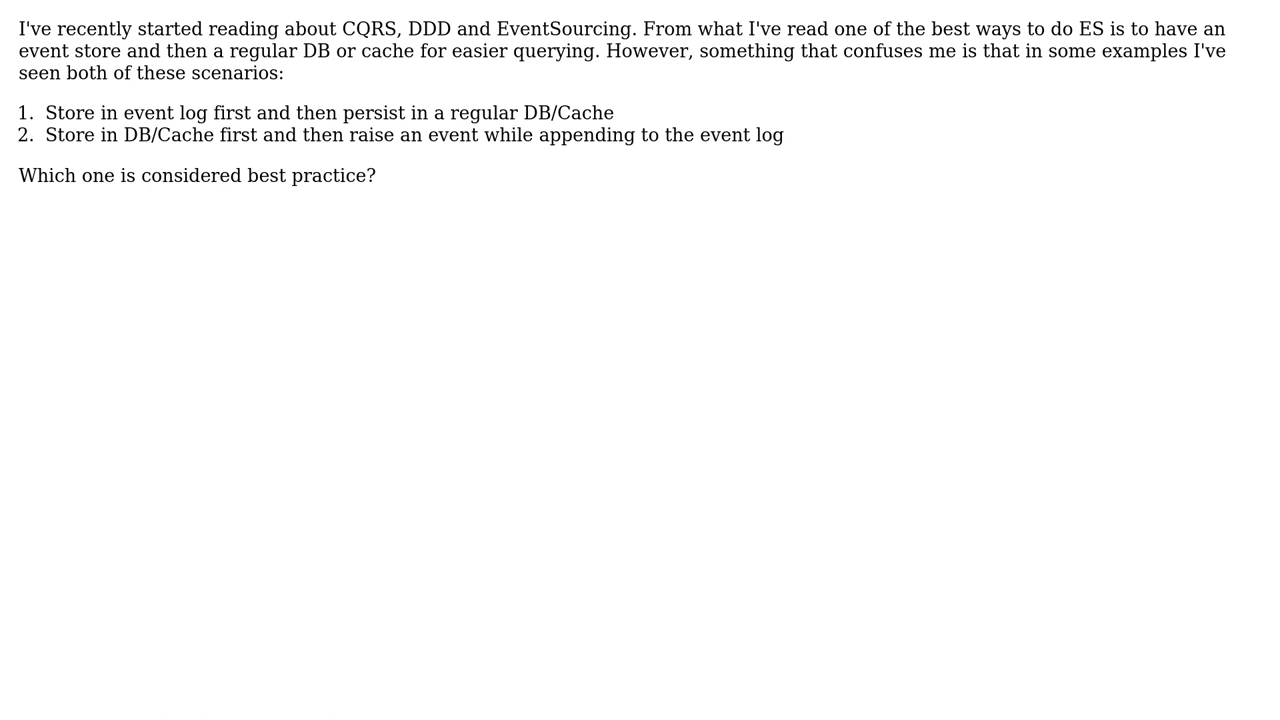 I've recently started reading about CQRS, DDD and EventSourcing. From what I've read one of the best ways to do ES is to have an
event store and then a regular DB or cache for easier querying. However, something that confuses me is that in some examples I've
seen both of these scenarios:
1. Store in event log first and then persist in a regular DB/Cache
2. Store in DB/Cache first and then raise an event while appending to the event log
Which one is considered best practice?